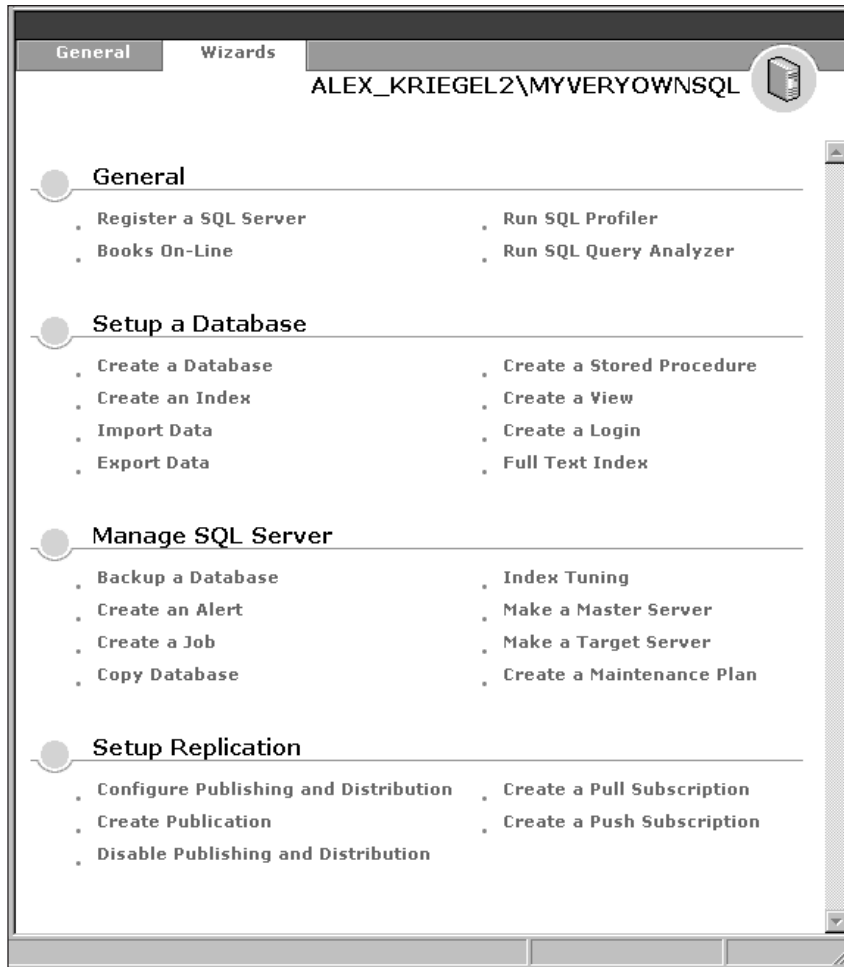 General
Wizards
ALEX_KRIEGEL2\MYVERYOWNSQL
General
Register a SQL Server
Run SQL Profiler
Books On-Line
Run SQL Query Analyzer
Setup a Database
Create a Database
Create a Stored Procedure
Create an Index
Create a View
Import Data
Create a Login
Export Data
Full Text Index
Manage SQL Server
Backup a Database
Index Tuning
Create an Alert
Make a Master Server
Create a Job
Make a Target Server
Copy Database
Create a Maintenance Plan
Setup Replication
Configure Publishing and Distribution
Create a Pull Subscription
Create Publication
Create a Push Subscription
Disable Publishing and Distribution